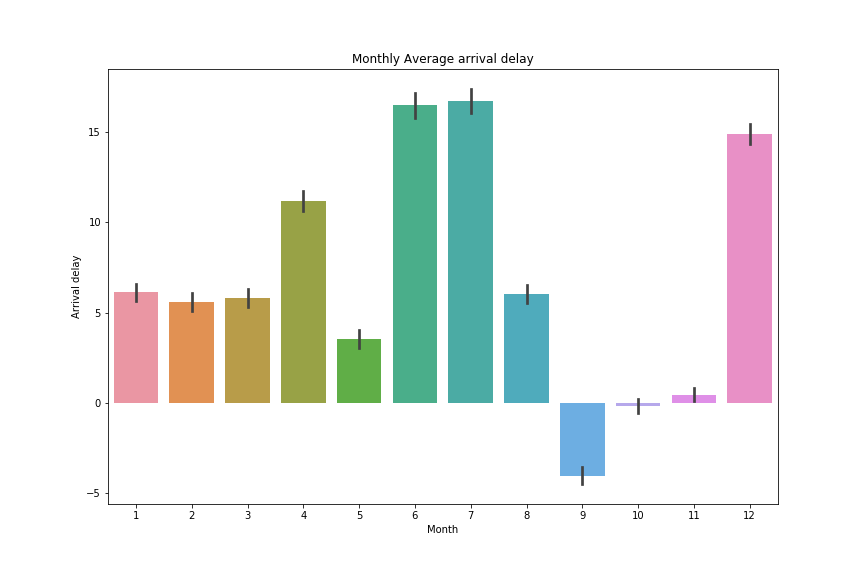 Monthly Average arrival delay
15
10
5
0
−5
Arrival delay
1 2 3 4 5 6 7 8 9 10 11 12
Month